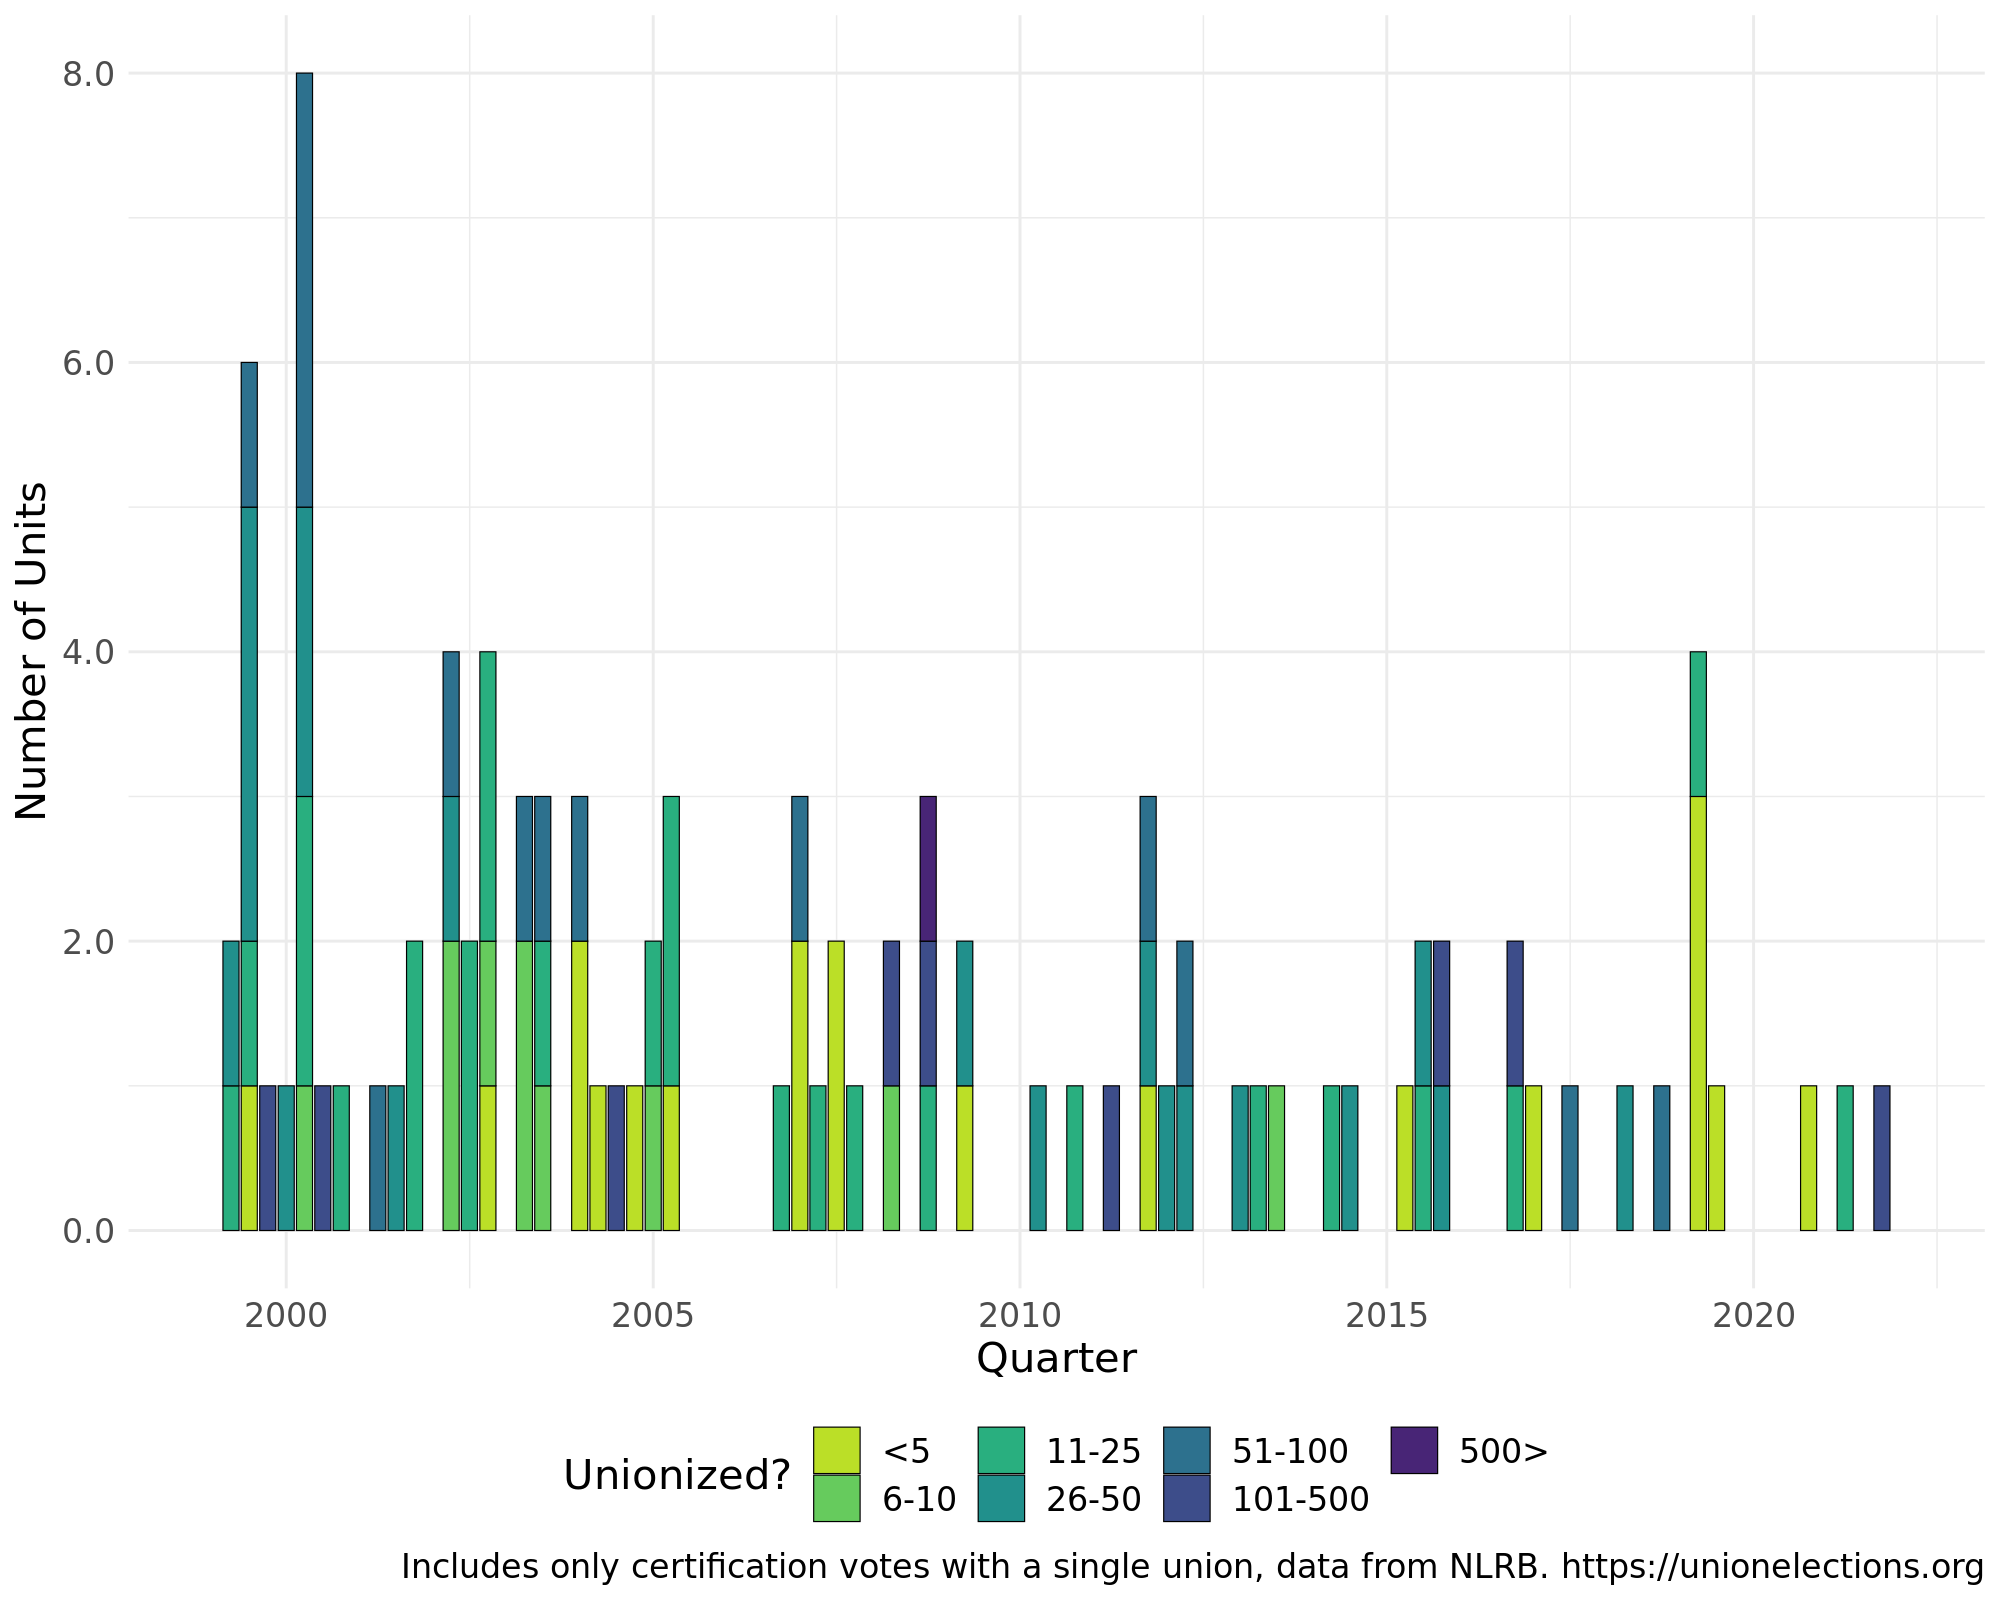 8.0
6.0
4.0
2.0
0.0
Number of Units
2000 2005 2010 2015 2020
Quarter
Unionized?
<5 11-25 51-100 500>
6-10 26-50 101-500
Includes only certification votes with a single union, data from NLRB. https://unionelections.org